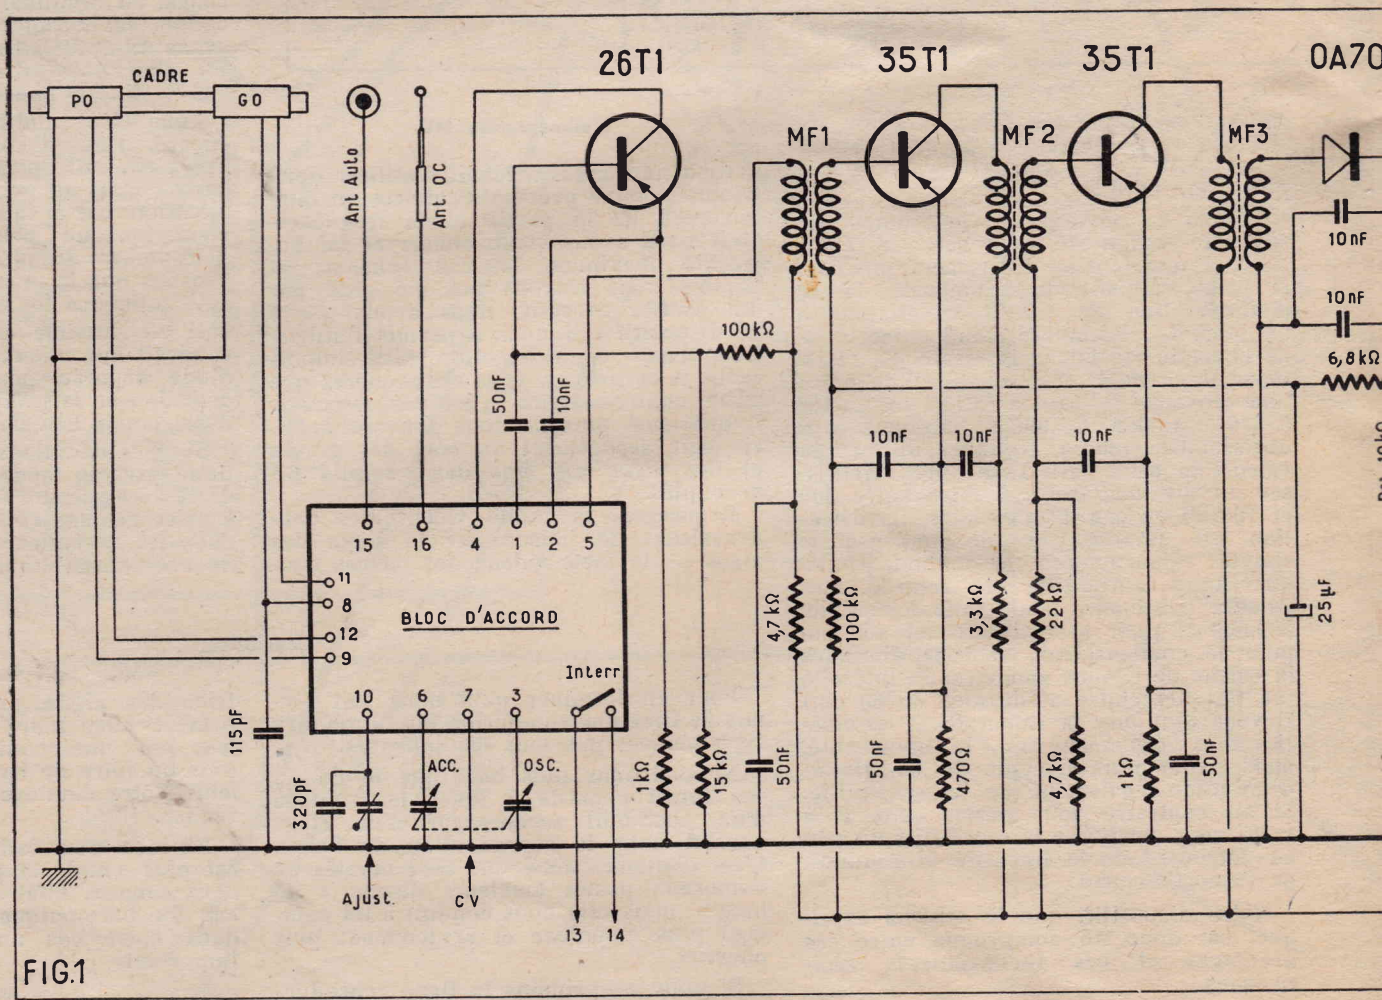 26T1
35T1
35T1
OA70
CADRE
PO
GO
MF1
MF2
MF3
Ant Auto
Ant. OC
10nF
10nF
100kΩ
6,8kΩ
50nF
10nF
10nF
10nF
10nF
15
16
4
1
2
5
11
8
12
9
BLOC D'ACCORD
Interr
10
6
7
3
4,7kΩ
100kΩ
3,3kΩ
22kΩ
25µF
115pF
320pF
ACC.
OSC.
1kΩ
15kΩ
50nF
50nF
470Ω
4,7kΩ
1kΩ
50nF
Ajust.
CV
13
14
FIG.1